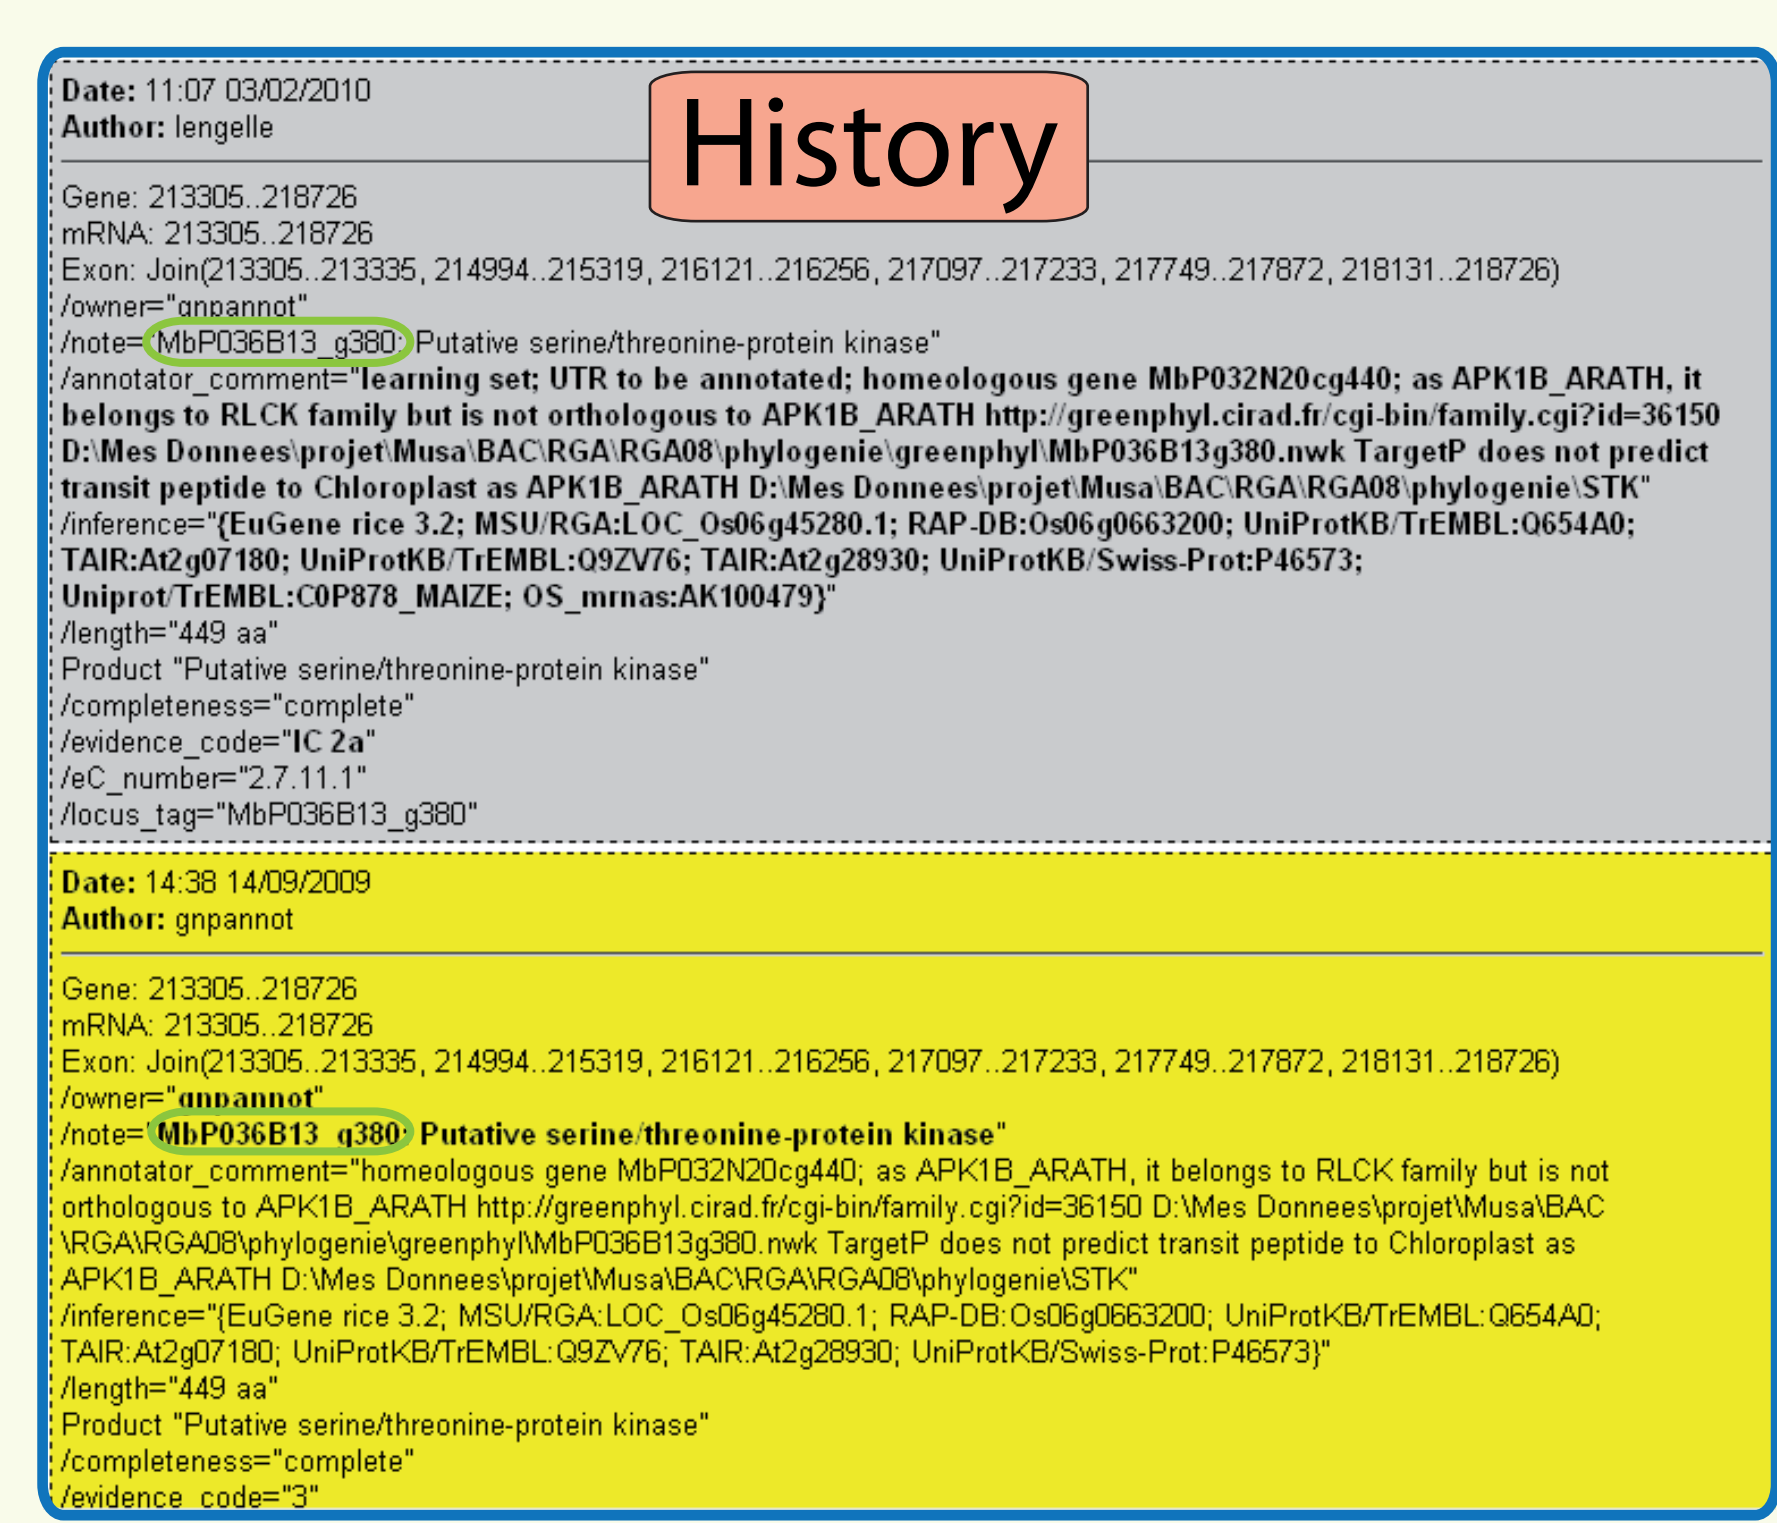 History
Date: 11:07 03/02/2010
Author: lengelle
Gene: 213305..218726
mRNA: 213305..218726
Exon: Join(213305..213335, 214994..215319, 216121..216256, 217097..217233, 217749..217872, 218131..218726)
/owner="gnpannot"
/note="MbP036B13_g380: Putative serine/threonine-protein kinase"
/annotator_comment="learning set; UTR to be annotated; homeologous gene MbP032N20cg440; as APK1B_ARATH, it
belongs to RLCK family but is not orthologous to APK1B_ARATH http://greenphyl.cirad.fr/cgi-bin/family.cgi?id=36150
D:\Mes Donnees\projet\Musa\BAC\RGA\RGA08\phylogenie\greenphyl\MbP036B13g380.nwk TargetP does not predict
transit peptide to Chloroplast as APK1B_ARATH D:\Mes Donnees\projet\Musa\BAC\RGA\RGA08\phylogenie\STK"
/inference="{EuGene rice 3.2; MSU/RGA:LOC_Os06g45280.1; RAP-DB:Os06g0663200; UniProtKB/TrEMBL:Q654A0;
TAIR:At2g07180; UniProtKB/TrEMBL:Q9ZV76; TAIR:At2g28930; UniProtKB/Swiss-Prot:P46573;
Uniprot/TrEMBL:C0P878_MAIZE; OS_mrnas:AK100479}"
/length="449 aa"
Product "Putative serine/threonine-protein kinase"
/completeness="complete"
/evidence_code="IC 2a"
/eC_number="2.7.11.1"
/locus_tag="MbP036B13_g380"
Date: 14:38 14/09/2009
Author: gnpannot
Gene: 213305..218726
mRNA: 213305..218726
Exon: Join(213305..213335, 214994..215319, 216121..216256, 217097..217233, 217749..217872, 218131..218726)
/owner="gnpannot"
/note="MbP036B13_g380: Putative serine/threonine-protein kinase"
/annotator_comment="homeologous gene MbP032N20cg440; as APK1B_ARATH, it belongs to RLCK family but is not
orthologous to APK1B_ARATH http://greenphyl.cirad.fr/cgi-bin/family.cgi?id=36150 D:\Mes Donnees\projet\Musa\BAC
\RGA\RGA08\phylogenie\greenphyl\MbP036B13g380.nwk TargetP does not predict transit peptide to Chloroplast as
APK1B_ARATH D:\Mes Donnees\projet\Musa\BAC\RGA\RGA08\phylogenie\STK"
/inference="{EuGene rice 3.2; MSU/RGA:LOC_Os06g45280.1; RAP-DB:Os06g0663200; UniProtKB/TrEMBL:Q654A0;
TAIR:At2g07180; UniProtKB/TrEMBL:Q9ZV76; TAIR:At2g28930; UniProtKB/Swiss-Prot:P46573}"
/length="449 aa"
Product "Putative serine/threonine-protein kinase"
/completeness="complete"
/evidence_code="3"